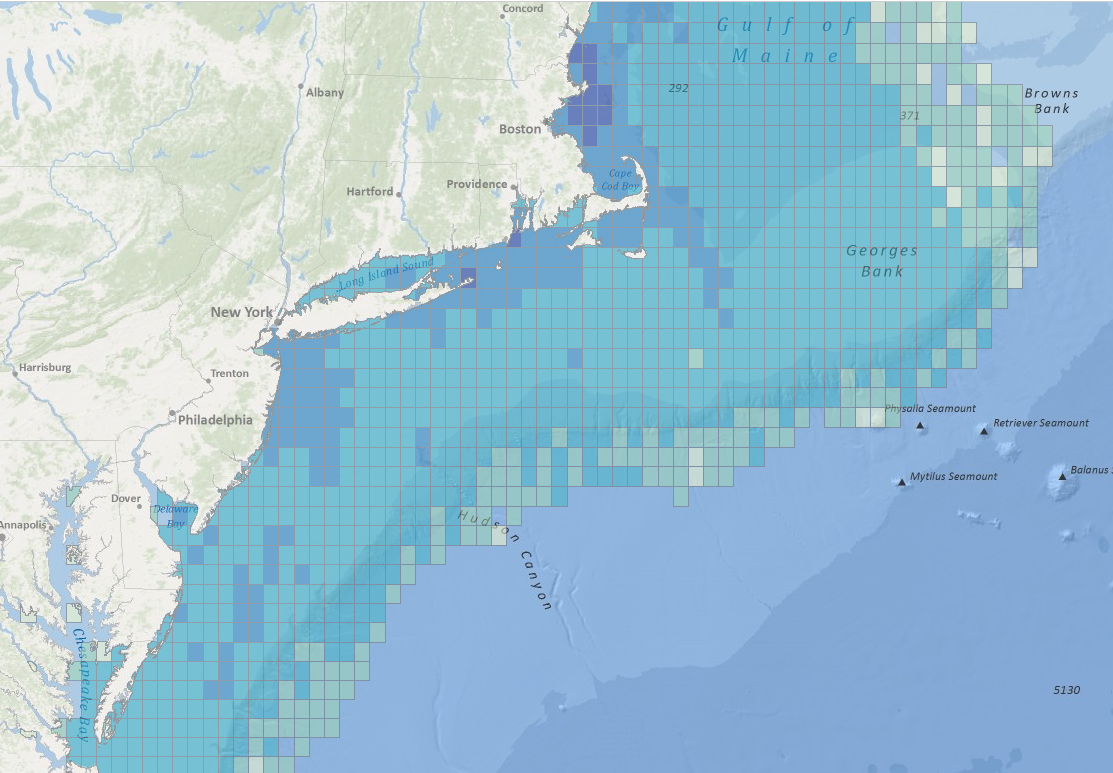 Concord
Gulf of
Maine
292
Albany
Browns
Bank
371
Boston
Cape
Cod Bay
Providence
Hartford
Georges
Bank
Long Island Sound
New York
Harrisburg
Trenton
Physalia Seamount
Philadelphia
Retriever Seamount
Balanus
Mytilus Seamount
Dover
Delaware
Bay
Annapolis
Hudson Canyon
Chesapeake Bay
5130